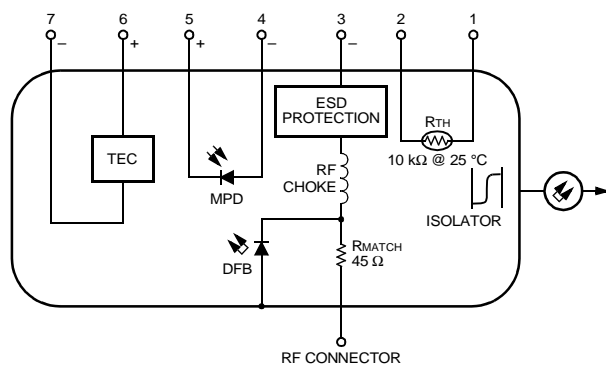 7 6 5 4 3 2 1
– + + – –
ESD
PROTECTION
RTH
10 kΩ @ 25 °C
TEC
RF
CHOKE
MPD
ISOLATOR
DFB
RMATCH
45 Ω
RF CONNECTOR